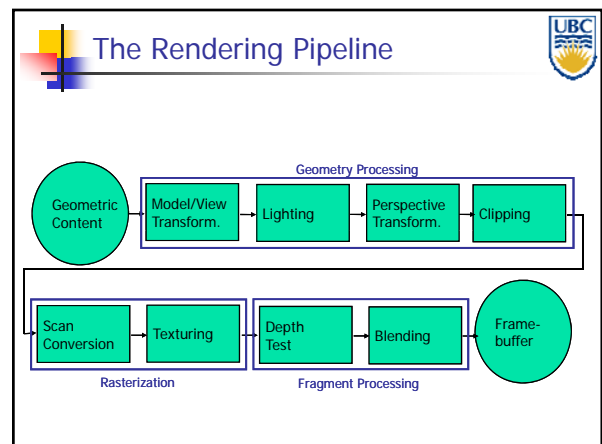 The Rendering Pipeline
UBC
Geometry Processing
Geometric
Content
Model/View
Transform.
Lighting
Perspective
Transform.
Clipping
Scan
Conversion
Texturing
Depth
Test
Blending
Frame-
buffer
Rasterization
Fragment Processing